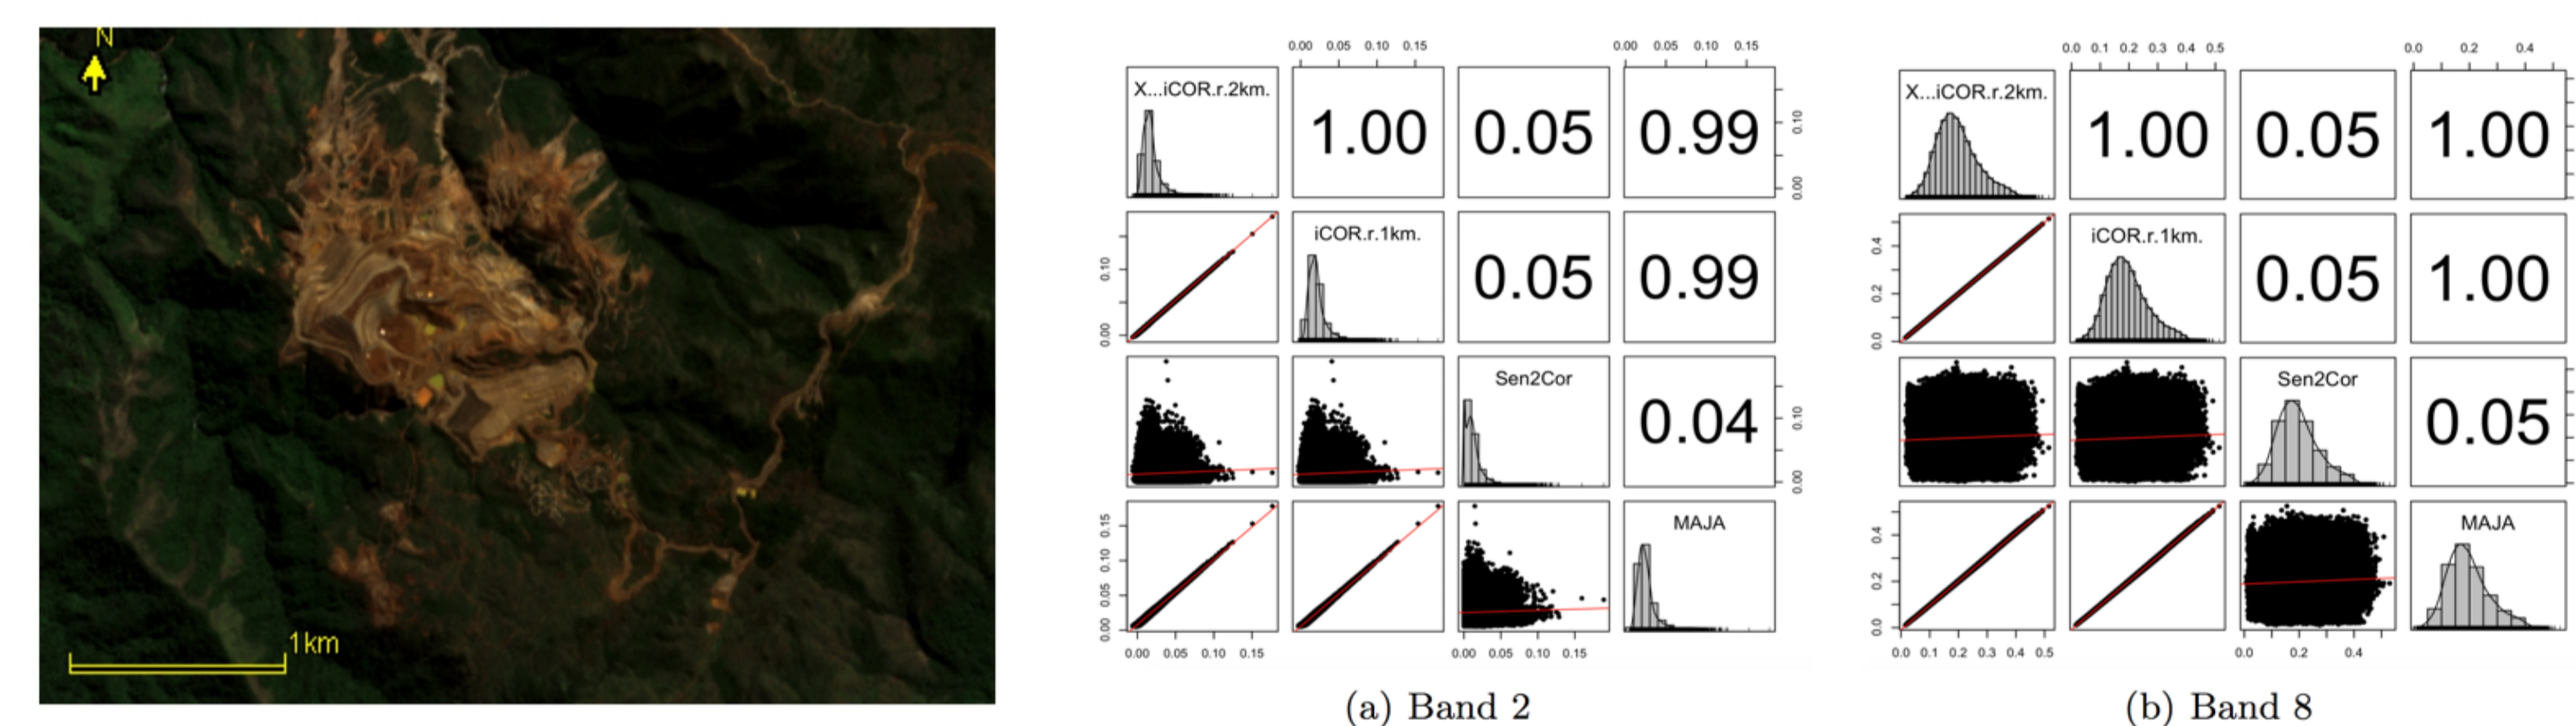 N
1km
0.00 0.05 0.10 0.15
0.00 0.05 0.10 0.15
X...iCOR.r.2km.
1.00
0.05
0.99
0.00 0.10
0.00 0.10
iCOR.r.1km.
0.05
0.99
Sen2Cor
0.04
0.00 0.10
0.00 0.05 0.10 0.15
MAJA
0.00 0.05 0.10 0.15
0.00 0.05 0.10 0.15
(a) Band 2
0.0 0.1 0.2 0.3 0.4 0.5
0.0 0.2 0.4
X...iCOR.r.2km.
1.00
0.05
1.00
0.0 0.2 0.4
iCOR.r.1km.
0.05
1.00
Sen2Cor
0.05
0.0 0.2 0.4
MAJA
0.0 0.1 0.2 0.3 0.4 0.5
0.0 0.2 0.4
(b) Band 8